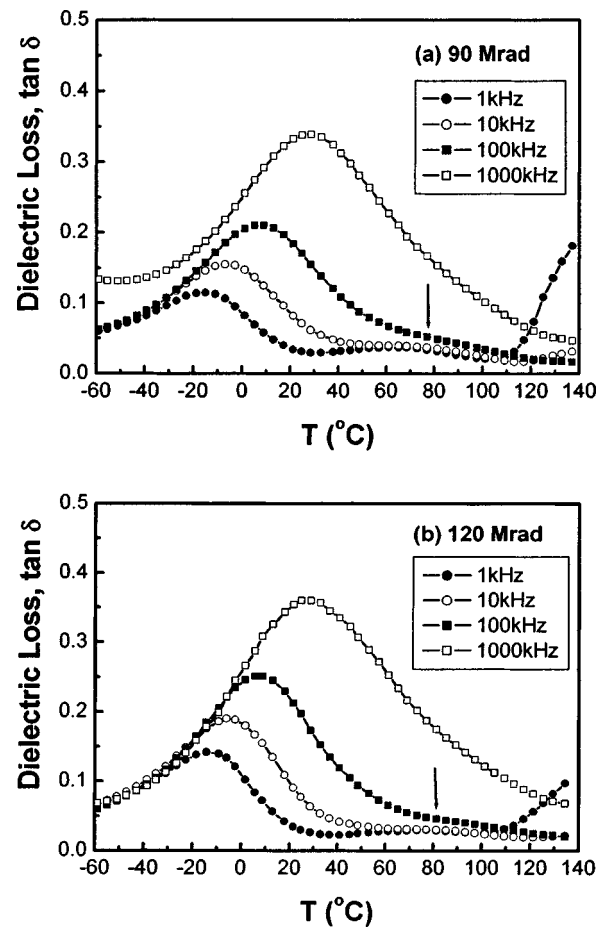 0.5
0.4
0.3
0.2
0.1
0.0
Dielectric Loss, tan δ
(a) 90 Mrad
1kHz
10kHz
100kHz
1000kHz
-60 -40 -20 0 20 40 60 80 100 120 140
T (°C)
0.5
0.4
0.3
0.2
0.1
0.0
Dielectric Loss, tan δ
(b) 120 Mrad
1kHz
10kHz
100kHz
1000kHz
-60 -40 -20 0 20 40 60 80 100 120 140
T (°C)